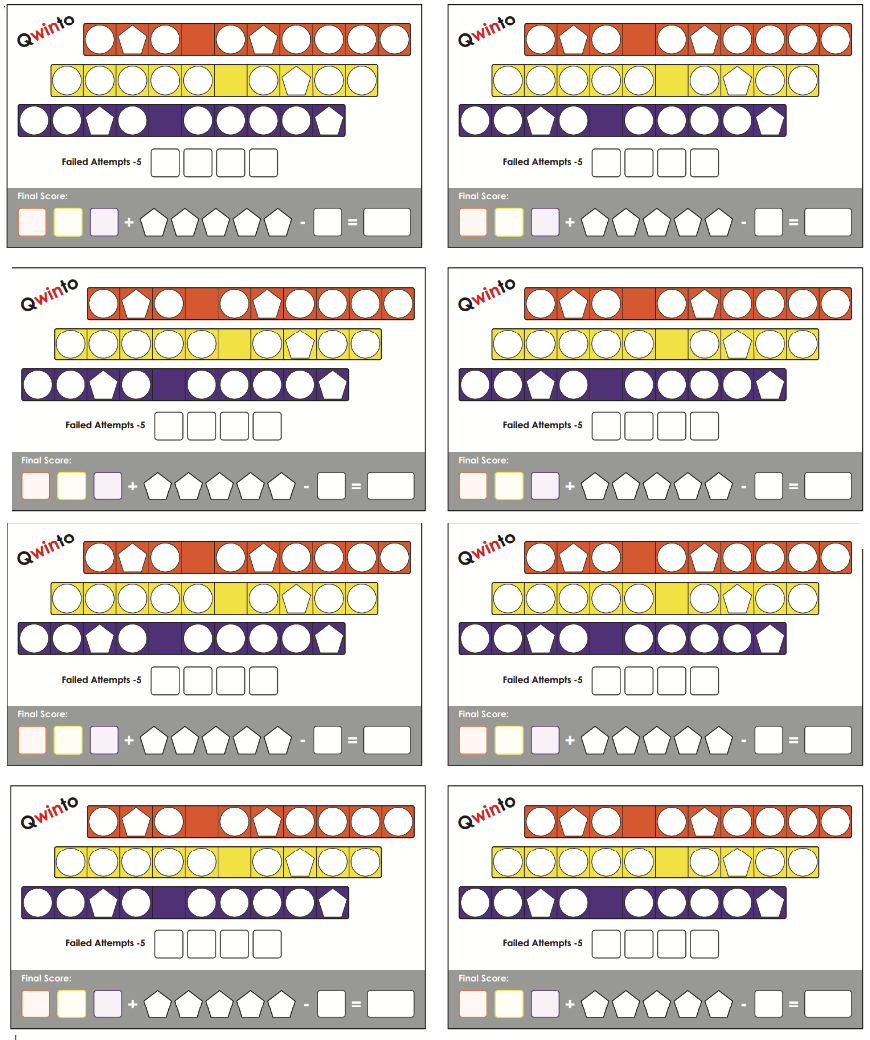 Qwinto
Qwinto
Failed Attempts -5
Failed Attempts -5
Final Score:
Final Score:
+ - =
+ - =
Qwinto
Qwinto
Failed Attempts -5
Failed Attempts -5
Final Score:
Final Score:
+ - =
+ - =
Qwinto
Qwinto
Failed Attempts -5
Failed Attempts -5
Final Score:
Final Score:
+ - =
+ - =
Qwinto
Qwinto
Failed Attempts -5
Failed Attempts -5
Final Score:
Final Score:
+ - =
+ - =